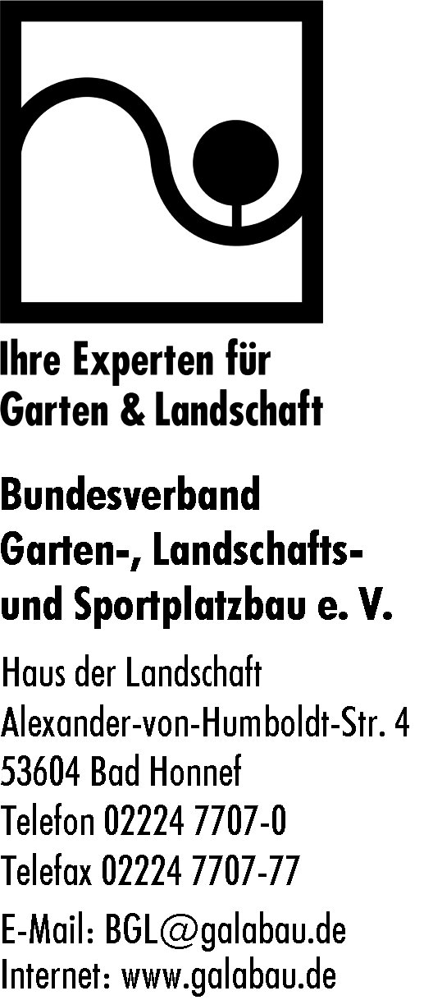 Ihre Experten für
Garten & Landschaft
Bundesverband
Garten-, Landschafts-
und Sportplatzbau e. V.
Haus der Landschaft
Alexander-von-Humboldt-Str. 4
53604 Bad Honnef
Telefon 02224 7707-0
Telefax 02224 7707-77
E-Mail: BGL@galabau.de
Internet: www.galabau.de